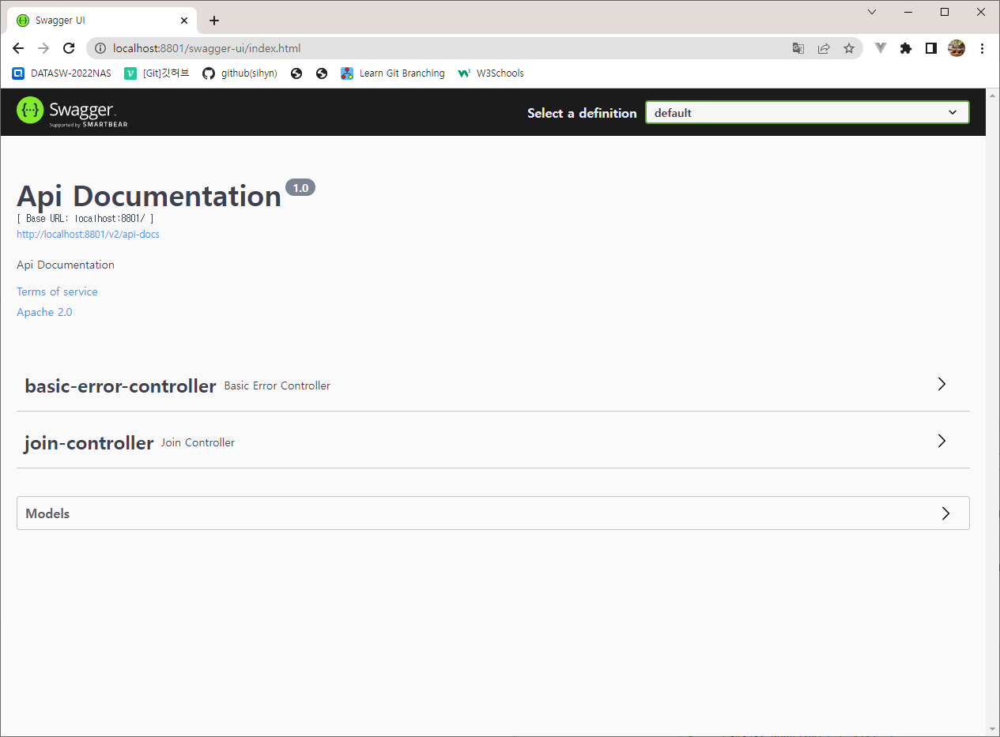 Swagger UI
localhost:8801/swagger-ui/index.html
DATASW-2022NAS
[Git]깃허브
github(sihyn)
Learn Git Branching
W3Schools
Swagger
Supported by SMARTBEAR
Select a definition
default
Api Documentation 1.0
[ Base URL: localhost:8801/ ]
http://localhost:8801/v2/api-docs
Api Documentation
Terms of service
Apache 2.0
basic-error-controller Basic Error Controller
join-controller Join Controller
Models